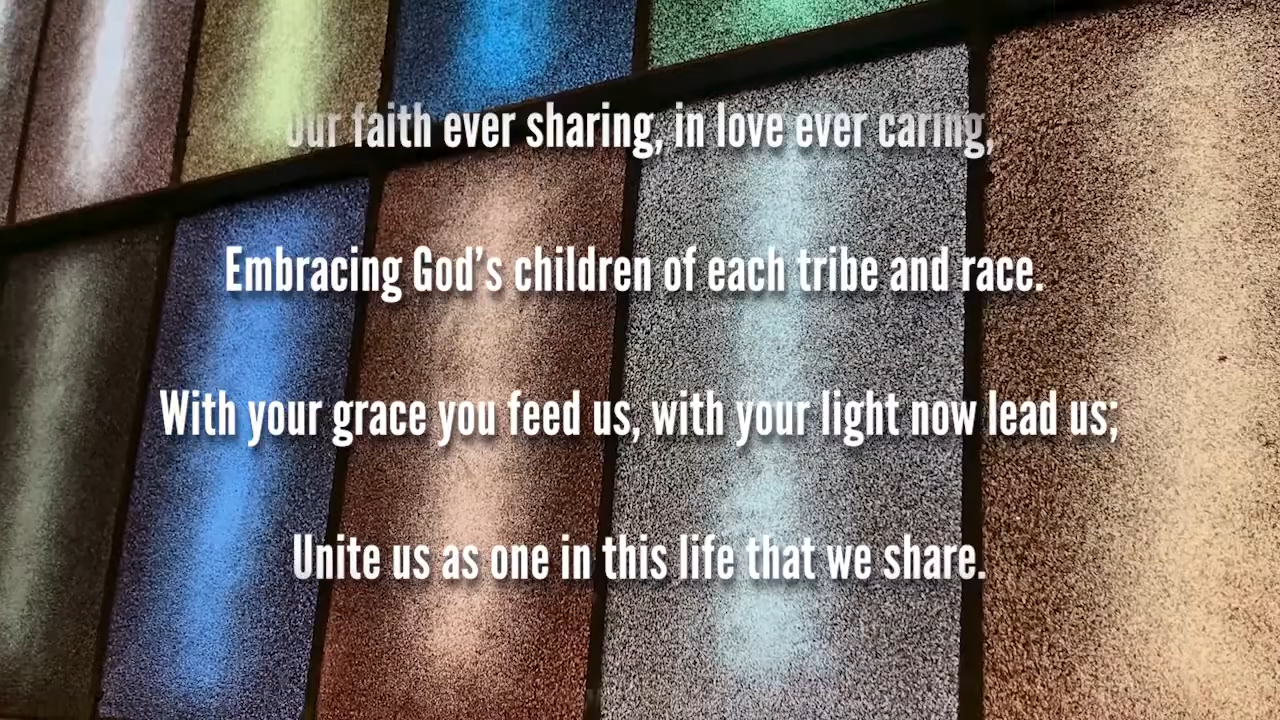 Our faith ever sharing, in love ever caring,
Embracing God’s children of each tribe and race.
With your grace you feed us, with your light now lead us;
Unite us as one in this life that we share.